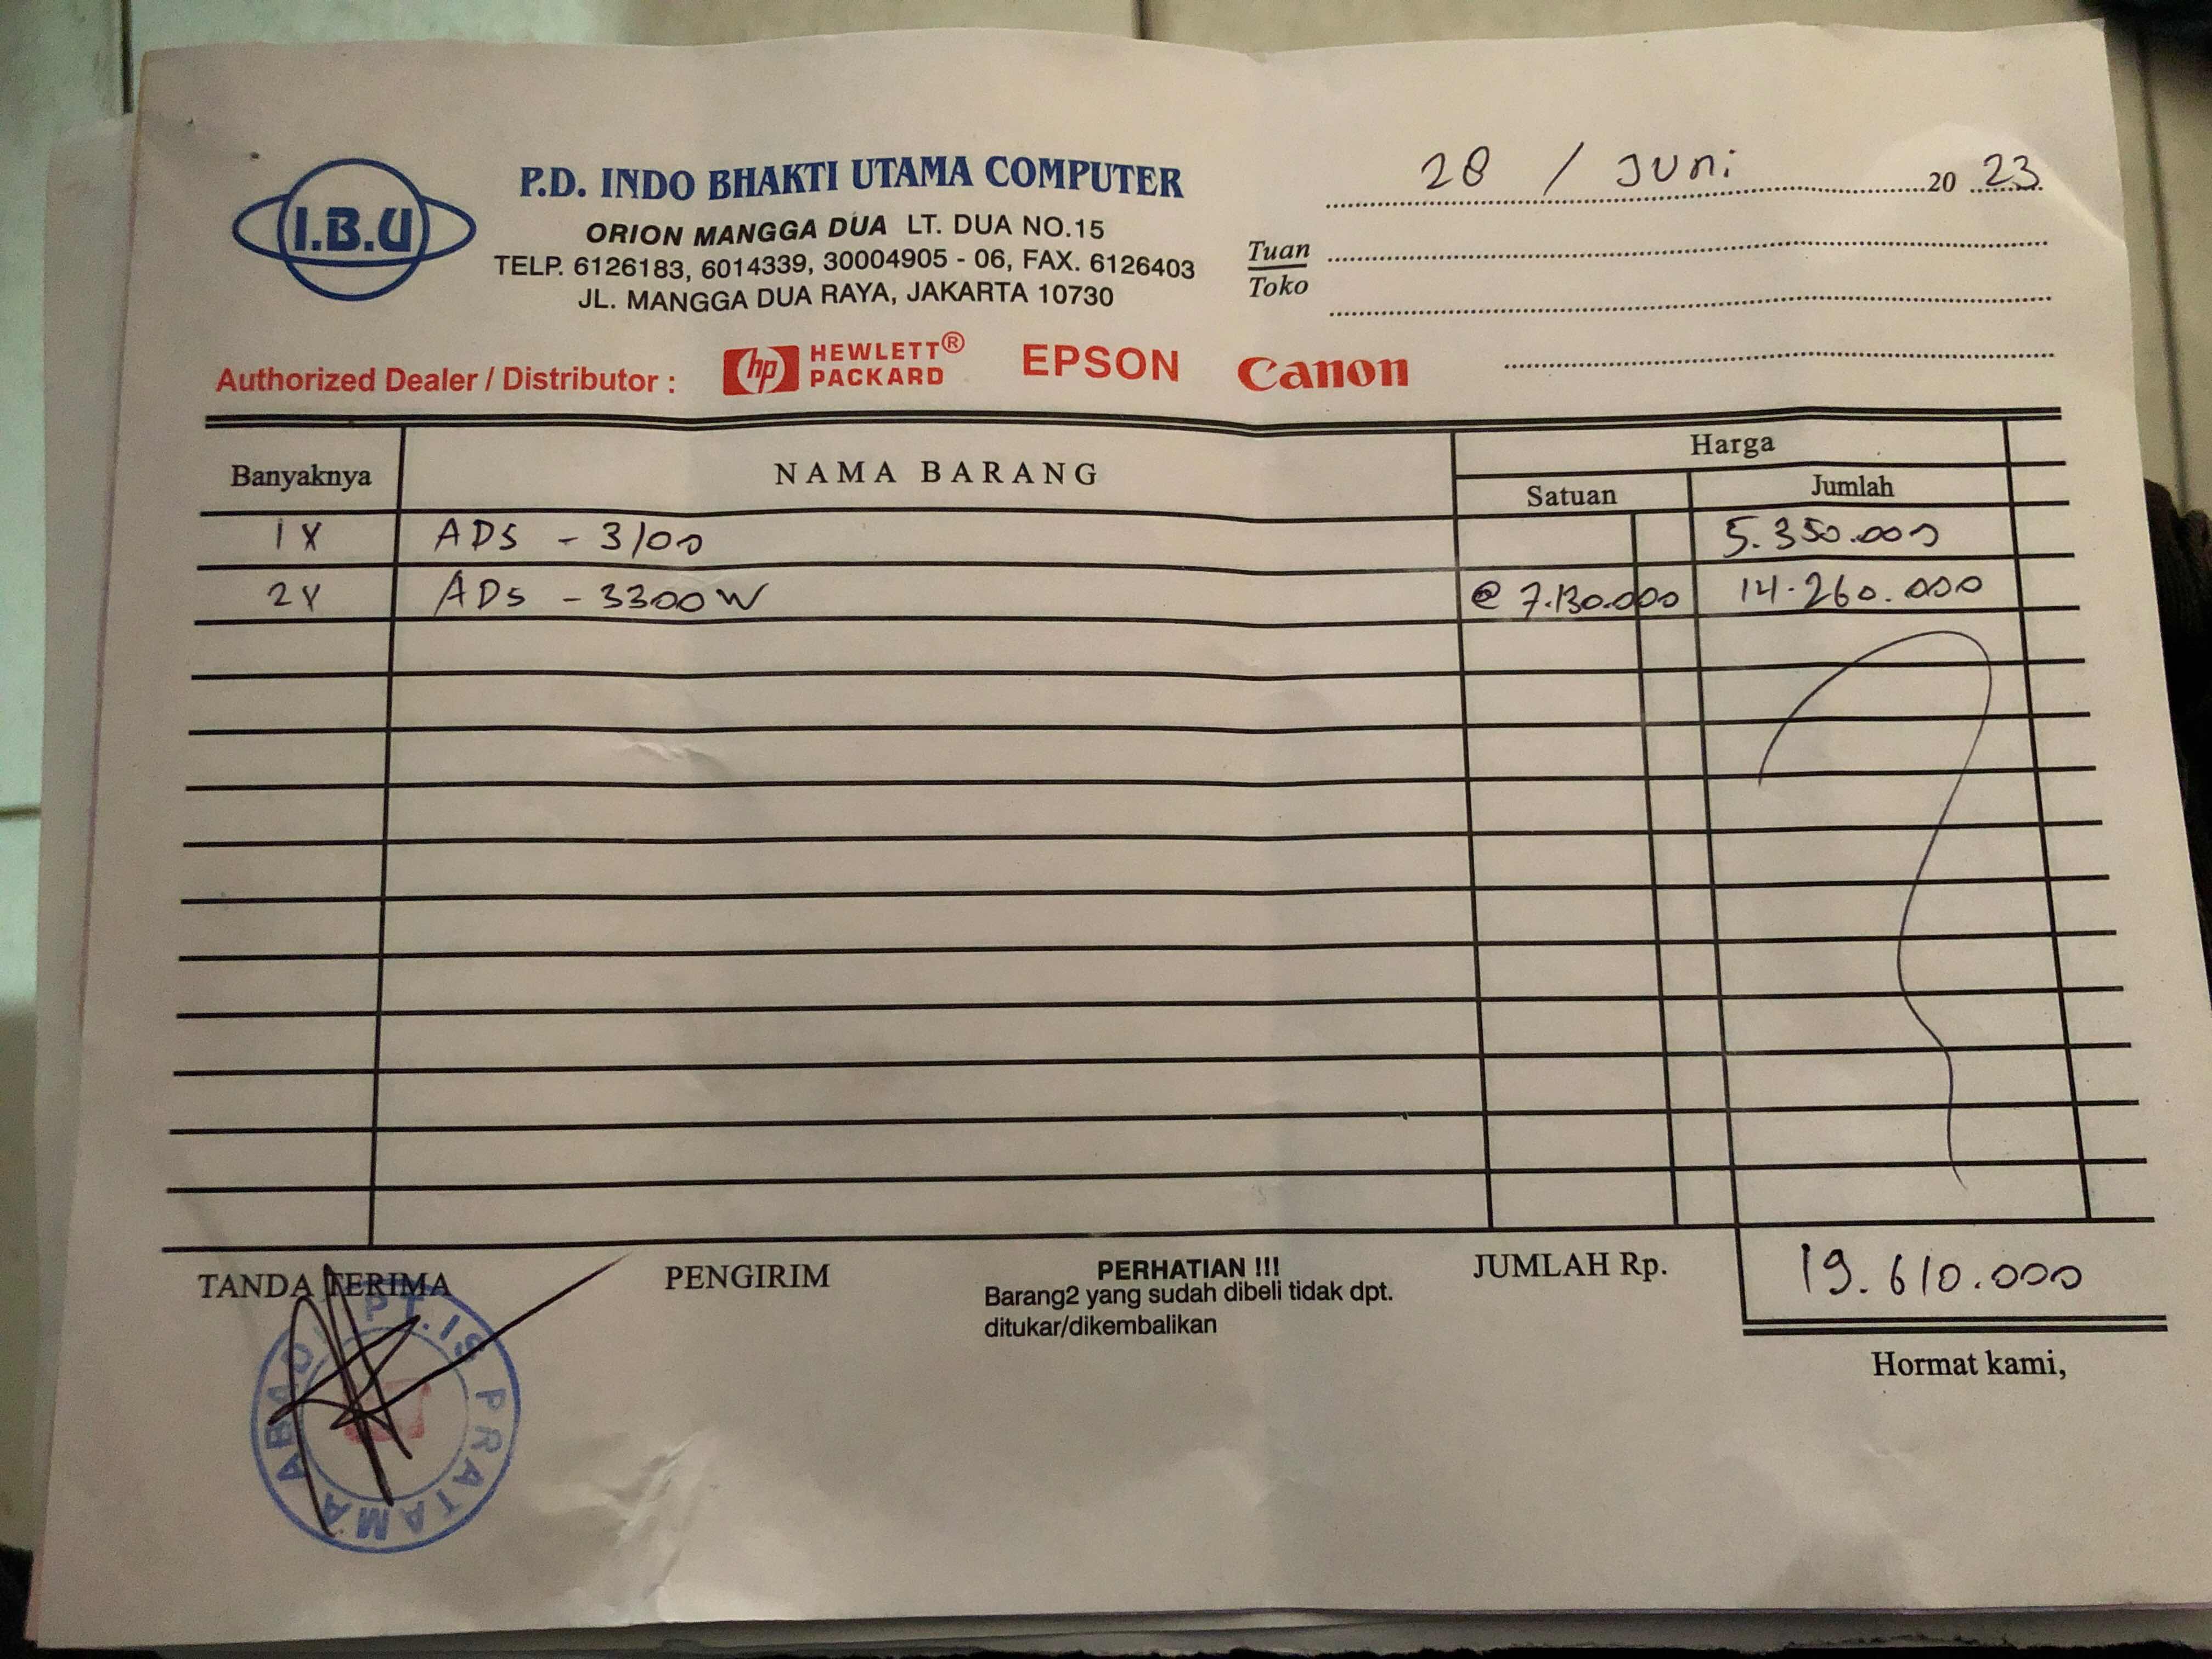 I.B.U
P.D. INDO BHAKTI UTAMA COMPUTER
ORION MANGGA DUA LT. DUA NO.15
TELP. 6126183, 6014339, 30004905 - 06, FAX. 6126403
JL. MANGGA DUA RAYA, JAKARTA 10730
28 / Juni 2023
Tuan
Toko
Authorized Dealer / Distributor : hp HEWLETT® PACKARD EPSON Canon
Banyaknya NAMA BARANG Harga
Satuan Jumlah
1X ADS - 3100 5.350.000
2X ADS - 3300W @ 7.130.000 14.260.000
TANDA TERIMA PENGIRIM PERHATIAN !!! JUMLAH Rp. 19.610.000
Barang2 yang sudah dibeli tidak dpt.
ditukar/dikembalikan
Hormat kami,
PT. IS PRATAMA ABADI